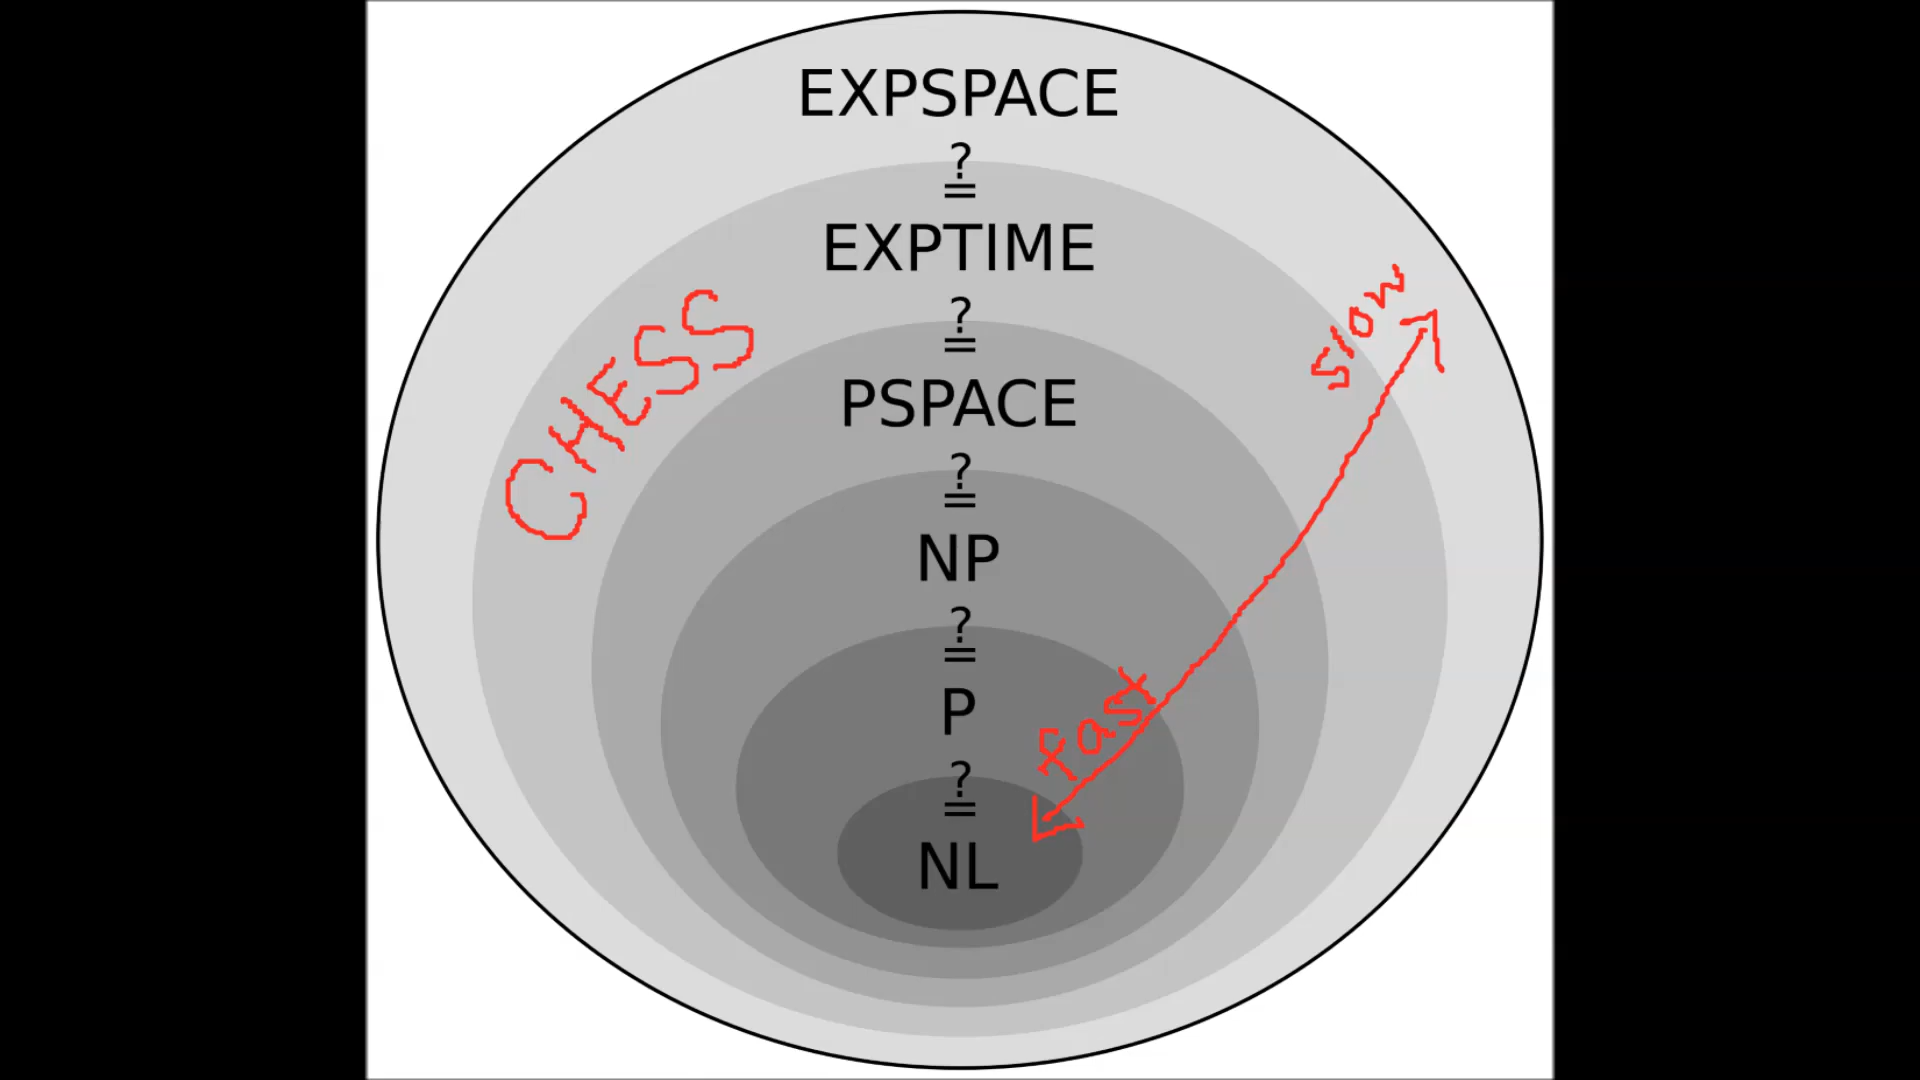 EXPSPACE
?
=
EXPTIME
?
=
PSPACE
?
=
NP
?
=
P
?
=
NL
CHESS
slow
fast